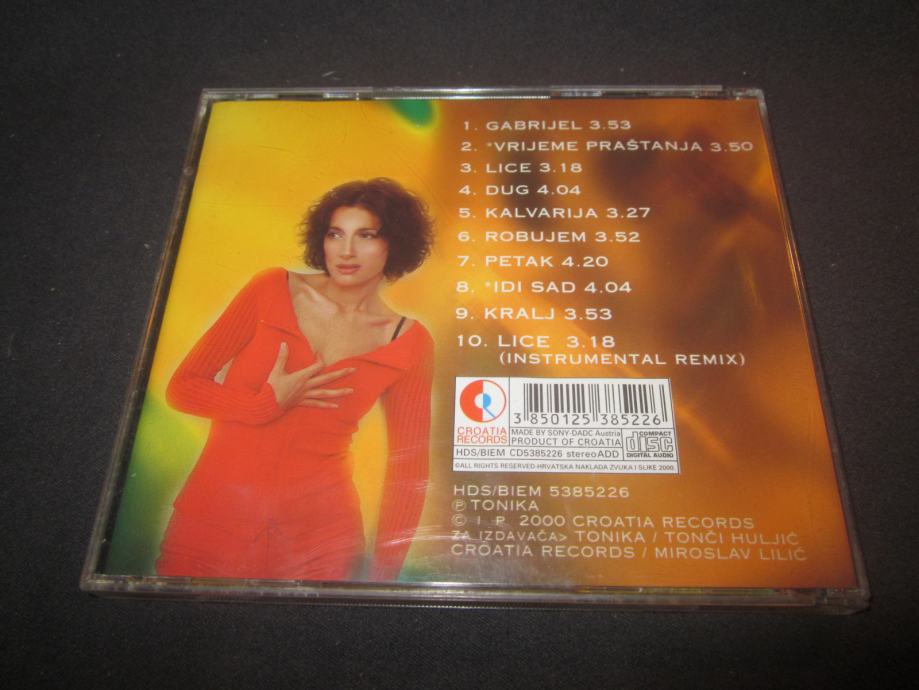 1. GABRIJEL 3.53
2. *VRIJEME PRAŠTANJA 3.50
3. LICE 3.18
4. DUG 4.04
5. KALVARIJA 3.27
6. ROBUJEM 3.52
7. PETAK 4.20
8. *IDI SAD 4.04
9. KRALJ 3.53
10. LICE 3.18
(INSTRUMENTAL REMIX)
CROATIA
RECORDS
3 850125 385226
MADE BY SONY-DADC Austria
PRODUCT OF CROATIA
COMPACT
disc
DIGITAL AUDIO
HDS/BIEM CD5385226 stereo ADD
©ALL RIGHTS RESERVED-HRVATSKA NAKLADA ZVUKA I SLIKE 2000.
HDS/BIEM 5385226
℗ TONIKA
© I P 2000 CROATIA RECORDS
ZA IZDAVAČA> TONIKA / TONČI HULJIĆ
CROATIA RECORDS / MIROSLAV LILIĆ